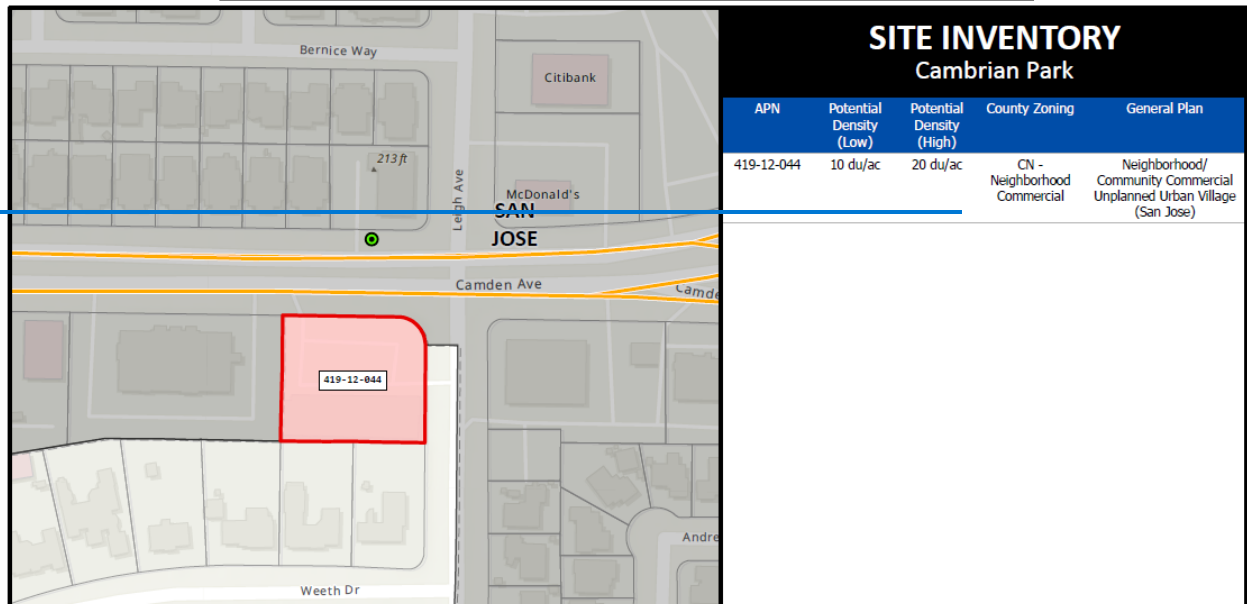 SITE INVENTORY
Cambrian Park
APN
Potential
Density
(Low)
Potential
Density
(High)
County Zoning
General Plan
419-12-044
10 du/ac
20 du/ac
CN -
Neighborhood
Commercial
Neighborhood/
Community Commercial
Unplanned Urban Village
(San Jose)
Bernice Way
Citibank
213 ft
Leigh Ave
McDonald's
SAN
JOSE
Camden Ave
Camde
419-12-044
Andre
Weeth Dr